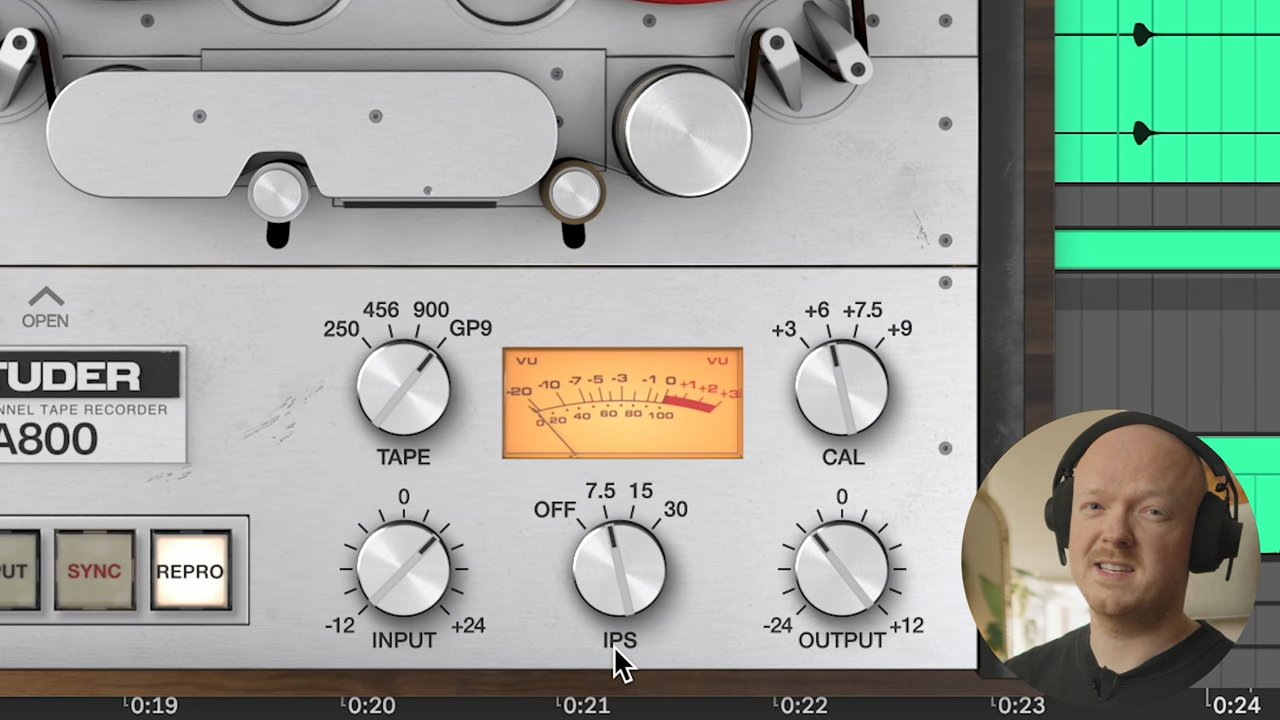 OPEN
TUDER
NNEL TAPE RECORDER
A800
PUT
SYNC
REPRO
250
456
900
GP9
TAPE
VU
VU
-20 -10 -7 -5 -3 -1 0 +1 +2 +3
0 20 40 60 80 100
+3
+6
+7.5
+9
CAL
0
-12
+24
INPUT
OFF
7.5
15
30
IPS
0
-24
+12
OUTPUT
0:19
0:20
0:21
0:22
0:23
0:24